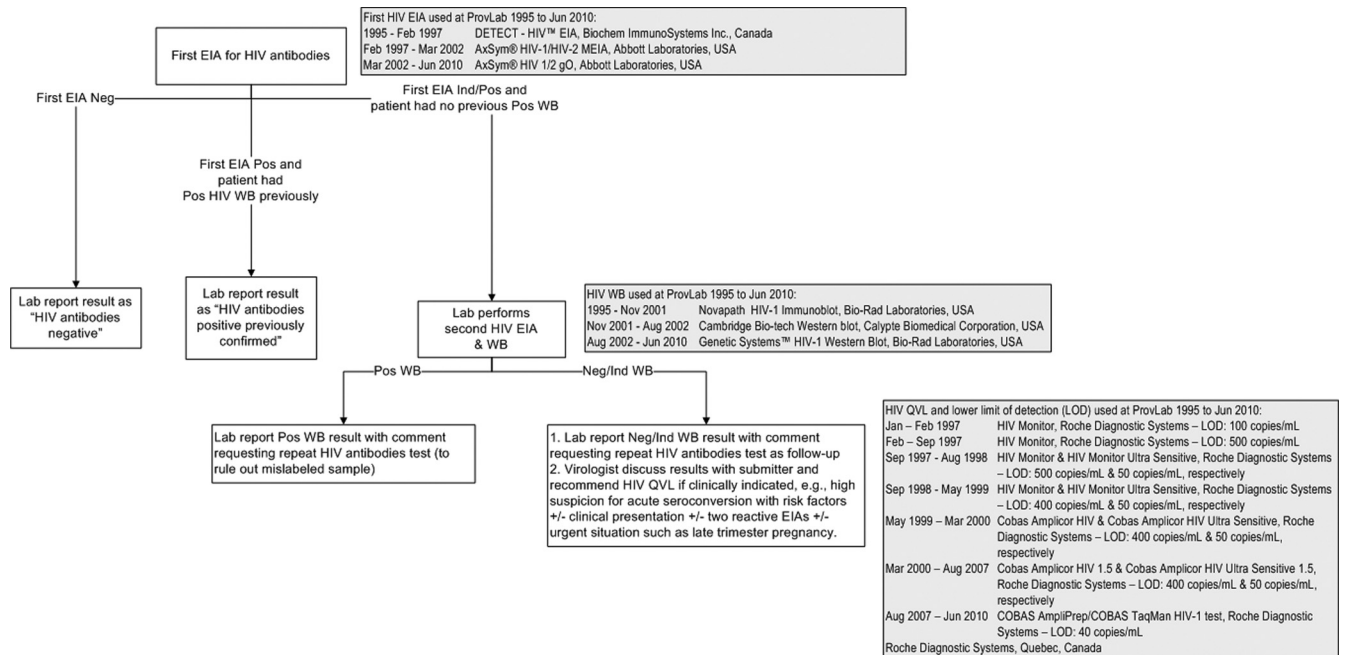 First HIV EIA used at ProvLab 1995 to Jun 2010:
1995 - Feb 1997 DETECT - HIV™ EIA, Biochem ImmunoSystems Inc., Canada
Feb 1997 - Mar 2002 AxSym® HIV-1/HIV-2 MEIA, Abbott Laboratories, USA
Mar 2002 - Jun 2010 AxSym® HIV 1/2 gO, Abbott Laboratories, USA
First EIA for HIV antibodies
First EIA Neg
First EIA Ind/Pos and
patient had no previous Pos WB
First EIA Pos and
patient had
Pos HIV WB previously
Lab report result as
“HIV antibodies
negative”
Lab report result
as “HIV antibodies
positive previously
confirmed”
Lab performs
second HIV EIA
& WB
HIV WB used at ProvLab 1995 to Jun 2010:
1995 - Nov 2001 Novapath HIV-1 Immunoblot, Bio-Rad Laboratories, USA
Nov 2001 - Aug 2002 Cambridge Bio-tech Western blot, Calypte Biomedical Corporation, USA
Aug 2002 - Jun 2010 Genetic Systems™ HIV-1 Western Blot, Bio-Rad Laboratories, USA
Pos WB
Neg/Ind WB
Lab report Pos WB result with comment
requesting repeat HIV antibodies test (to
rule out mislabeled sample)
1. Lab report Neg/Ind WB result with comment
requesting repeat HIV antibodies test as follow-up
2. Virologist discuss results with submitter and
recommend HIV QVL if clinically indicated, e.g., high
suspicion for acute seroconversion with risk factors
+/- clinical presentation +/- two reactive EIAs +/-
urgent situation such as late trimester pregnancy.
HIV QVL and lower limit of detection (LOD) used at ProvLab 1995 to Jun 2010:
Jan – Feb 1997 HIV Monitor, Roche Diagnostic Systems – LOD: 100 copies/mL
Feb – Sep 1997 HIV Monitor, Roche Diagnostic Systems – LOD: 500 copies/mL
Sep 1997 - Aug 1998 HIV Monitor & HIV Monitor Ultra Sensitive, Roche Diagnostic Systems
– LOD: 500 copies/mL & 50 copies/mL, respectively
Sep 1998 - May 1999 HIV Monitor & HIV Monitor Ultra Sensitive, Roche Diagnostic Systems
– LOD: 400 copies/mL & 50 copies/mL, respectively
May 1999 – Mar 2000 Cobas Amplicor HIV & Cobas Amplicor HIV Ultra Sensitive, Roche
Diagnostic Systems – LOD: 400 copies/mL & 50 copies/mL,
respectively
Mar 2000 – Aug 2007 Cobas Amplicor HIV 1.5 & Cobas Amplicor HIV Ultra Sensitive 1.5,
Roche Diagnostic Systems – LOD: 400 copies/mL & 50 copies/mL,
respectively
Aug 2007 – Jun 2010 COBAS AmpliPrep/COBAS TaqMan HIV-1 test, Roche Diagnostic
Systems – LOD: 40 copies/mL
Roche Diagnostic Systems, Quebec, Canada